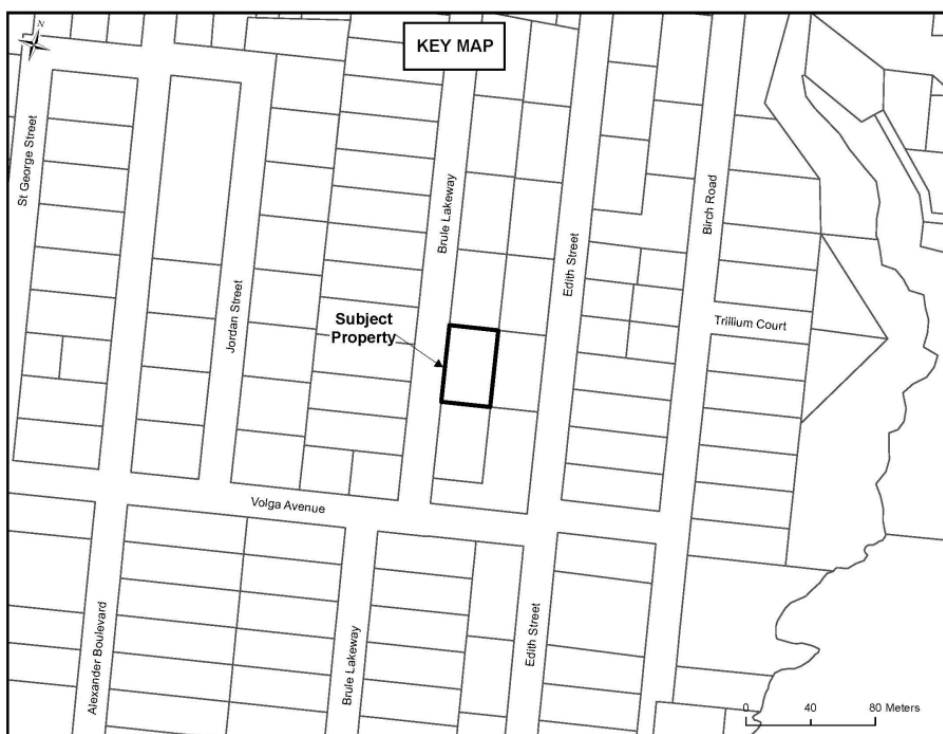 N
KEY MAP
St George Street
Jordan Street
Brule Lakeway
Edith Street
Birch Road
Trillium Court
Subject
Property
Volga Avenue
Alexander Boulevard
Brule Lakeway
Edith Street
0 40 80 Meters